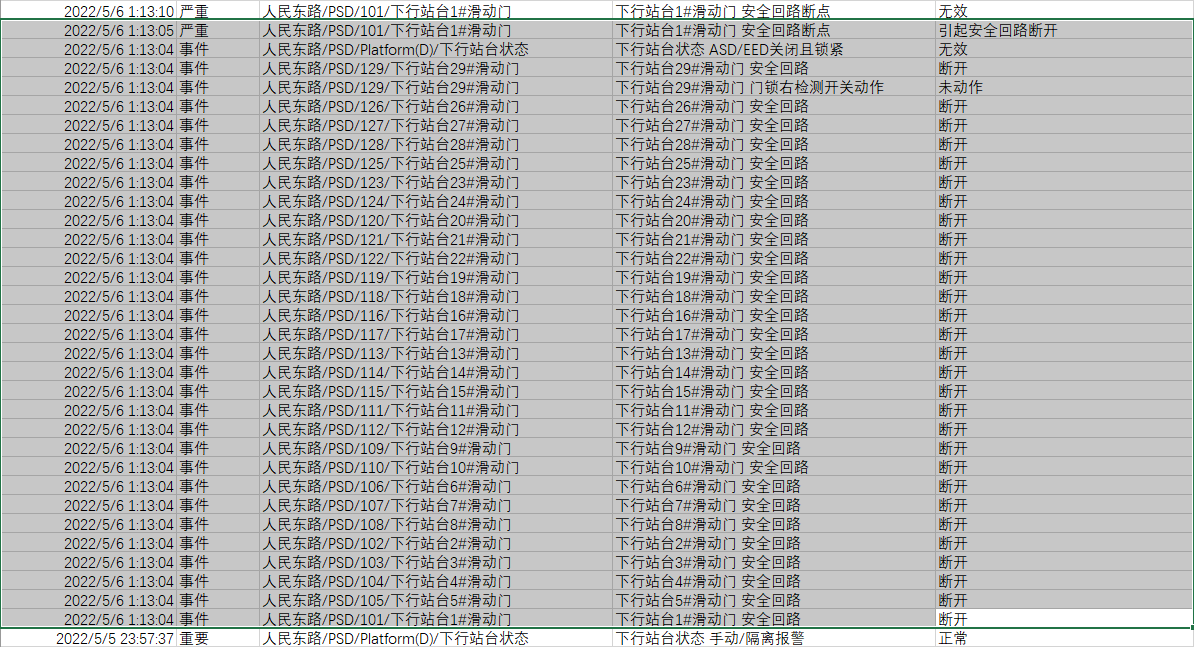 2022/5/6 1:13:10 严重 人民东路/PSD/101/下行站台1#滑动门 下行站台1#滑动门 安全回路断点 无效
2022/5/6 1:13:05 严重 人民东路/PSD/101/下行站台1#滑动门 下行站台1#滑动门 安全回路断点 引起安全回路断开
2022/5/6 1:13:04 事件 人民东路/PSD/Platform(D)/下行站台状态 下行站台状态 ASD/EED关闭且锁紧 无效
2022/5/6 1:13:04 事件 人民东路/PSD/129/下行站台29#滑动门 下行站台29#滑动门 安全回路 断开
2022/5/6 1:13:04 事件 人民东路/PSD/129/下行站台29#滑动门 下行站台29#滑动门 门锁右检测开关动作 未动作
2022/5/6 1:13:04 事件 人民东路/PSD/126/下行站台26#滑动门 下行站台26#滑动门 安全回路 断开
2022/5/6 1:13:04 事件 人民东路/PSD/127/下行站台27#滑动门 下行站台27#滑动门 安全回路 断开
2022/5/6 1:13:04 事件 人民东路/PSD/128/下行站台28#滑动门 下行站台28#滑动门 安全回路 断开
2022/5/6 1:13:04 事件 人民东路/PSD/125/下行站台25#滑动门 下行站台25#滑动门 安全回路 断开
2022/5/6 1:13:04 事件 人民东路/PSD/123/下行站台23#滑动门 下行站台23#滑动门 安全回路 断开
2022/5/6 1:13:04 事件 人民东路/PSD/124/下行站台24#滑动门 下行站台24#滑动门 安全回路 断开
2022/5/6 1:13:04 事件 人民东路/PSD/120/下行站台20#滑动门 下行站台20#滑动门 安全回路 断开
2022/5/6 1:13:04 事件 人民东路/PSD/121/下行站台21#滑动门 下行站台21#滑动门 安全回路 断开
2022/5/6 1:13:04 事件 人民东路/PSD/122/下行站台22#滑动门 下行站台22#滑动门 安全回路 断开
2022/5/6 1:13:04 事件 人民东路/PSD/119/下行站台19#滑动门 下行站台19#滑动门 安全回路 断开
2022/5/6 1:13:04 事件 人民东路/PSD/118/下行站台18#滑动门 下行站台18#滑动门 安全回路 断开
2022/5/6 1:13:04 事件 人民东路/PSD/116/下行站台16#滑动门 下行站台16#滑动门 安全回路 断开
2022/5/6 1:13:04 事件 人民东路/PSD/117/下行站台17#滑动门 下行站台17#滑动门 安全回路 断开
2022/5/6 1:13:04 事件 人民东路/PSD/113/下行站台13#滑动门 下行站台13#滑动门 安全回路 断开
2022/5/6 1:13:04 事件 人民东路/PSD/114/下行站台14#滑动门 下行站台14#滑动门 安全回路 断开
2022/5/6 1:13:04 事件 人民东路/PSD/115/下行站台15#滑动门 下行站台15#滑动门 安全回路 断开
2022/5/6 1:13:04 事件 人民东路/PSD/111/下行站台11#滑动门 下行站台11#滑动门 安全回路 断开
2022/5/6 1:13:04 事件 人民东路/PSD/112/下行站台12#滑动门 下行站台12#滑动门 安全回路 断开
2022/5/6 1:13:04 事件 人民东路/PSD/109/下行站台9#滑动门 下行站台9#滑动门 安全回路 断开
2022/5/6 1:13:04 事件 人民东路/PSD/110/下行站台10#滑动门 下行站台10#滑动门 安全回路 断开
2022/5/6 1:13:04 事件 人民东路/PSD/106/下行站台6#滑动门 下行站台6#滑动门 安全回路 断开
2022/5/6 1:13:04 事件 人民东路/PSD/107/下行站台7#滑动门 下行站台7#滑动门 安全回路 断开
2022/5/6 1:13:04 事件 人民东路/PSD/108/下行站台8#滑动门 下行站台8#滑动门 安全回路 断开
2022/5/6 1:13:04 事件 人民东路/PSD/102/下行站台2#滑动门 下行站台2#滑动门 安全回路 断开
2022/5/6 1:13:04 事件 人民东路/PSD/103/下行站台3#滑动门 下行站台3#滑动门 安全回路 断开
2022/5/6 1:13:04 事件 人民东路/PSD/104/下行站台4#滑动门 下行站台4#滑动门 安全回路 断开
2022/5/6 1:13:04 事件 人民东路/PSD/105/下行站台5#滑动门 下行站台5#滑动门 安全回路 断开
2022/5/6 1:13:04 事件 人民东路/PSD/101/下行站台1#滑动门 下行站台1#滑动门 安全回路 断开
2022/5/5 23:57:37 重要 人民东路/PSD/Platform(D)/下行站台状态 下行站台状态 手动/隔离报警 正常